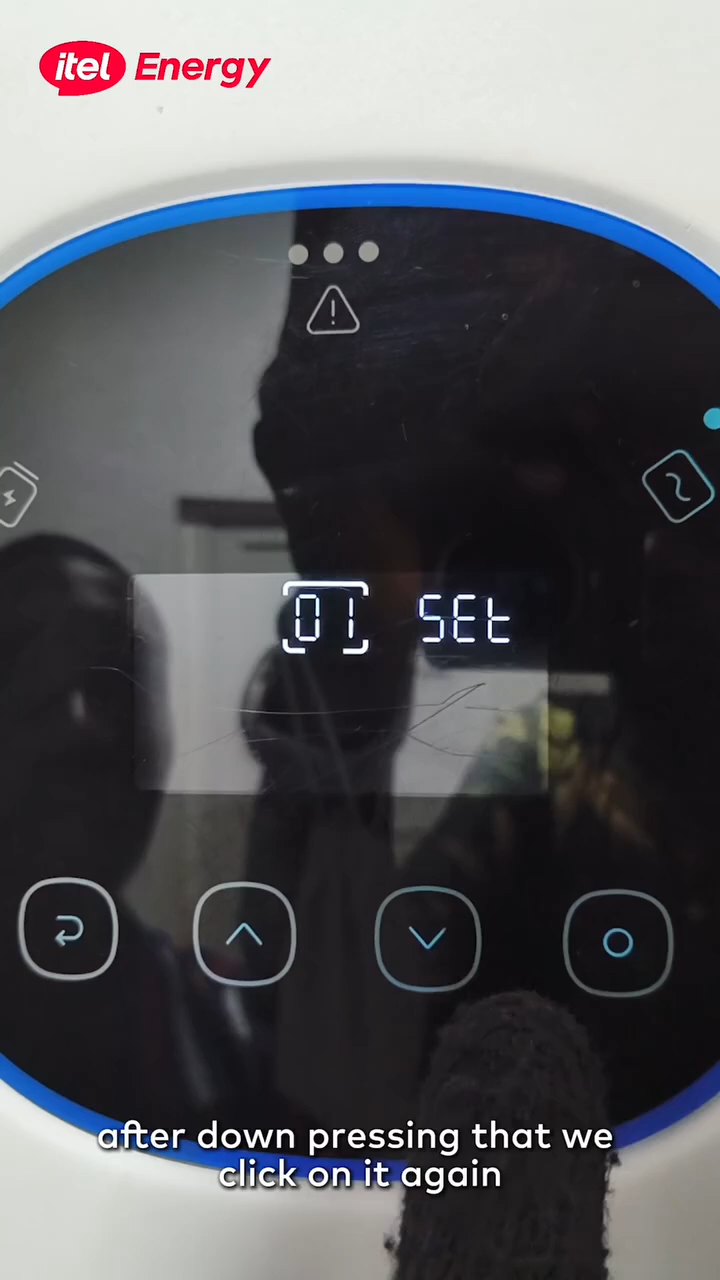 itel Energy
01 SEt
after down pressing that we
click on it again